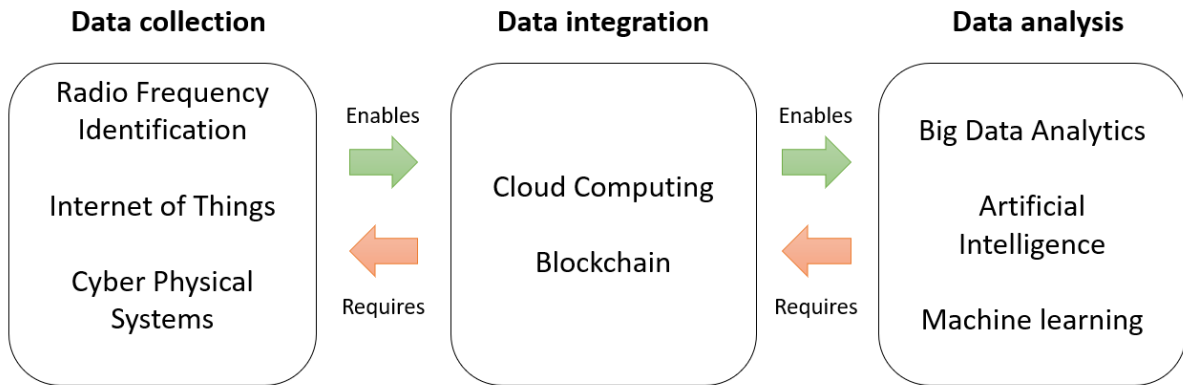 Data collection
Data integration
Data analysis
Radio Frequency
Identification
Internet of Things
Cyber Physical
Systems
Enables
Requires
Cloud Computing
Blockchain
Enables
Requires
Big Data Analytics
Artificial
Intelligence
Machine learning